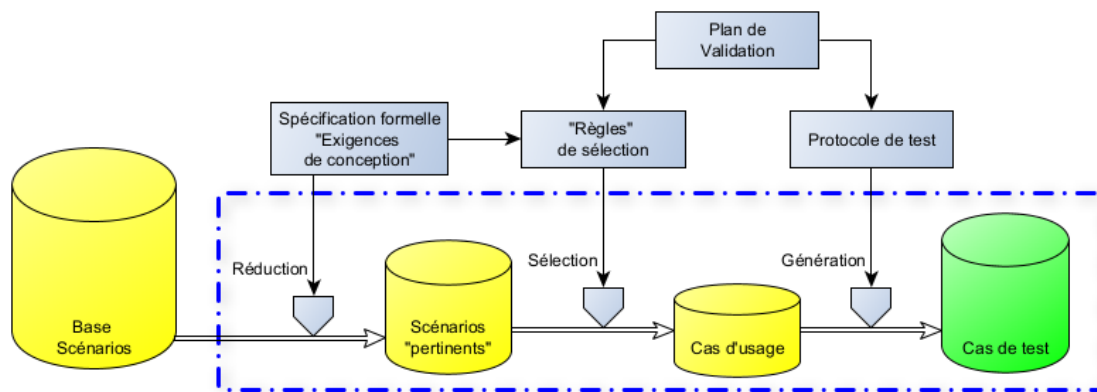 Plan de
Validation
Spécification formelle
"Exigences
de conception"
"Règles"
de sélection
Protocole de test
Réduction
Sélection
Génération
Base
Scénarios
Scénarios
"pertinents"
Cas d'usage
Cas de test